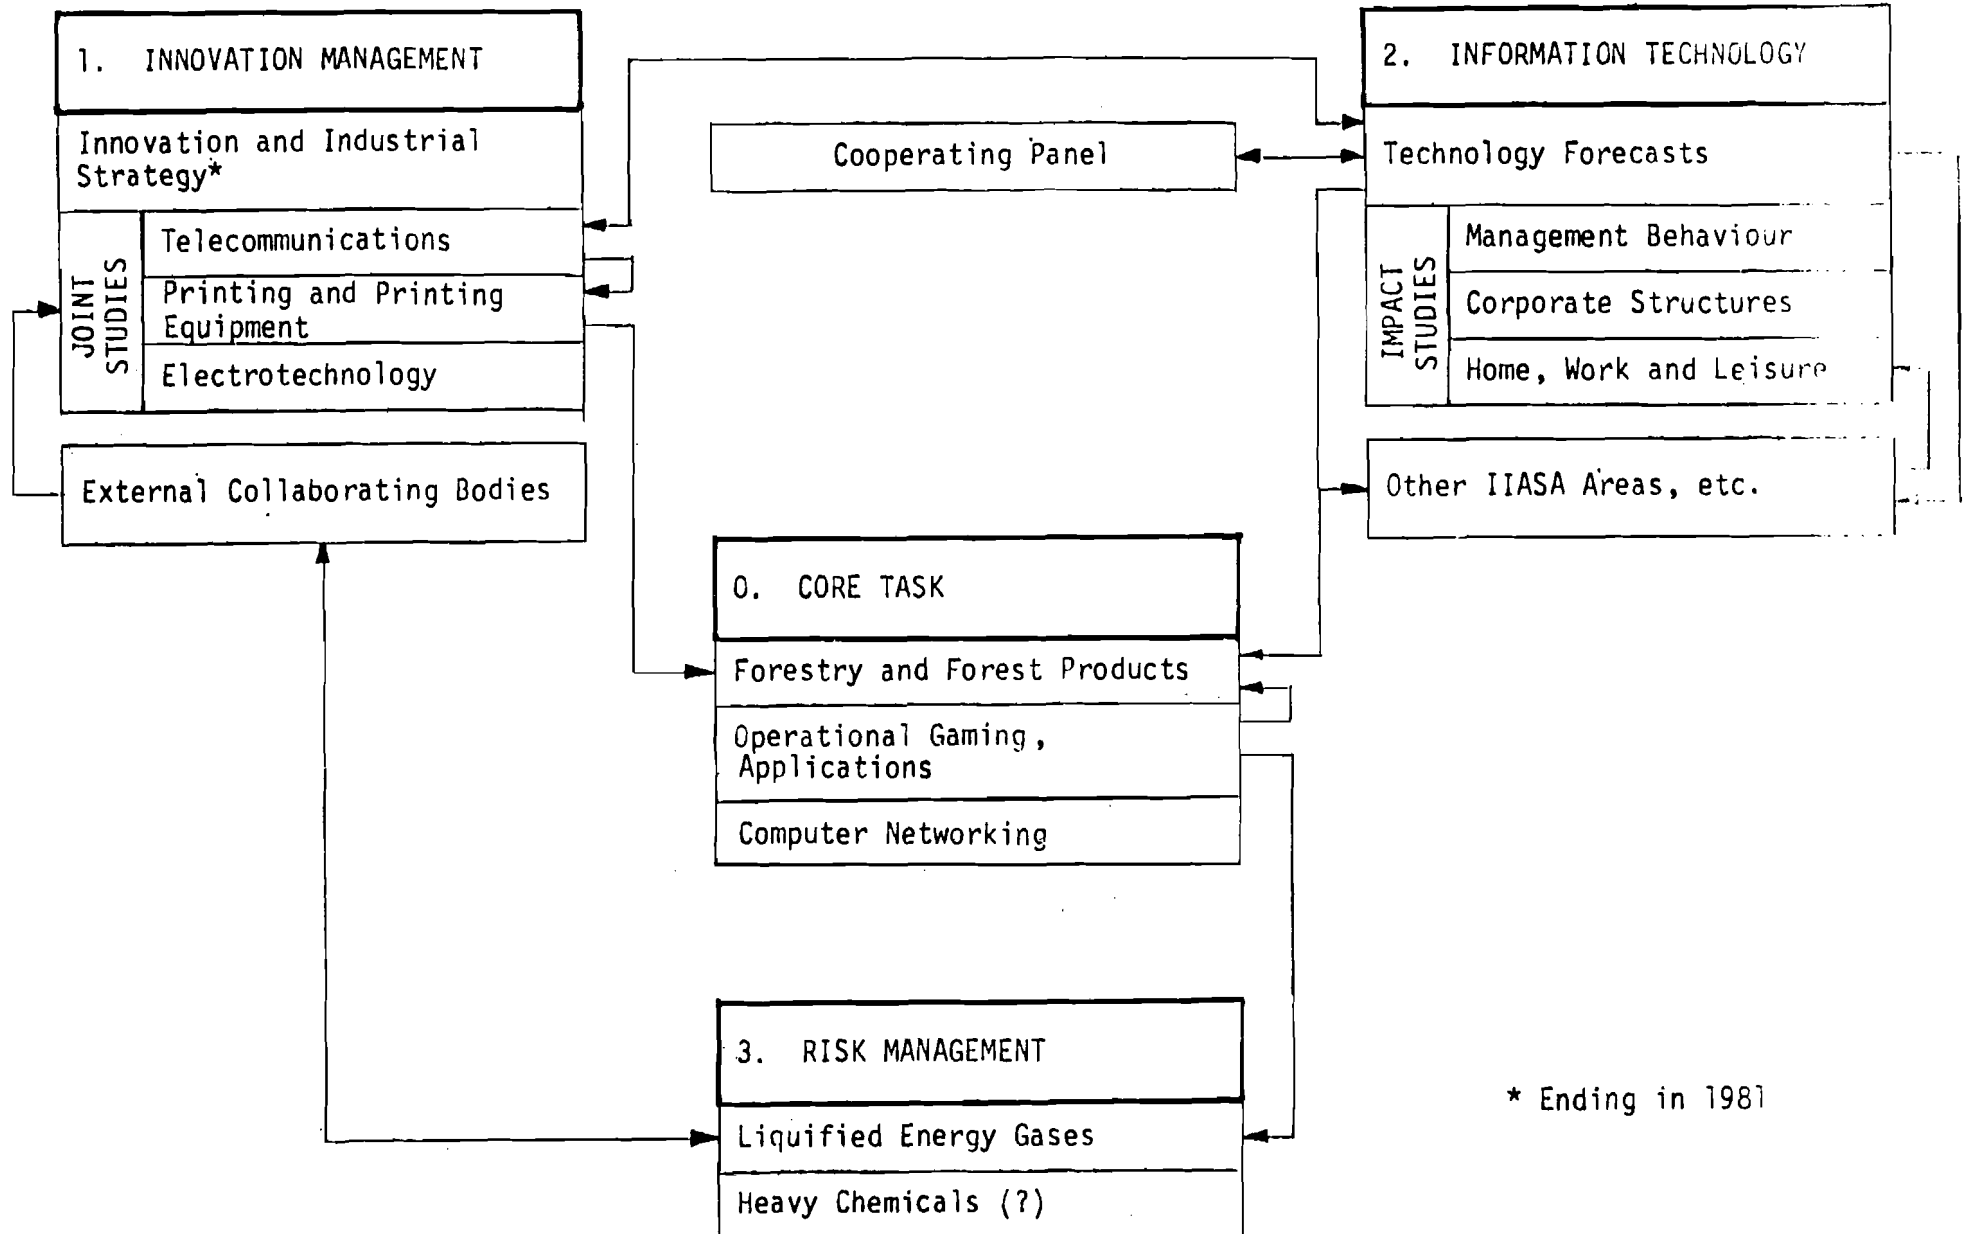 1. INNOVATION MANAGEMENT
Innovation and Industrial
Strategy*
JOINT
STUDIES
Telecommunications
Printing and Printing
Equipment
Electrotechnology
External Collaborating Bodies
Cooperating Panel
2. INFORMATION TECHNOLOGY
Technology Forecasts
IMPACT
STUDIES
Management Behaviour
Corporate Structures
Home, Work and Leisure
Other IIASA Areas, etc.
0. CORE TASK
Forestry and Forest Products
Operational Gaming,
Applications
Computer Networking
3. RISK MANAGEMENT
Liquified Energy Gases
Heavy Chemicals (?)
* Ending in 1981